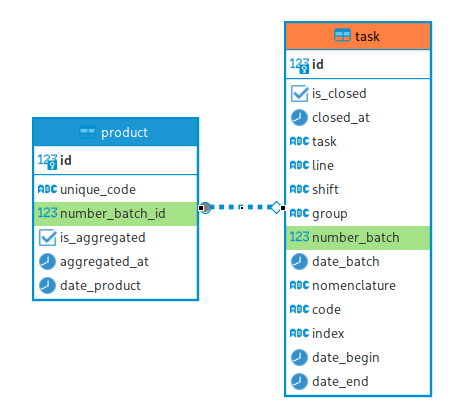 product
123 id
ABC unique_code
123 number_batch_id
is_aggregated
aggregated_at
date_product
task
123 id
is_closed
closed_at
ABC task
ABC line
ABC shift
ABC group
123 number_batch
date_batch
ABC nomenclature
ABC code
ABC index
date_begin
date_end